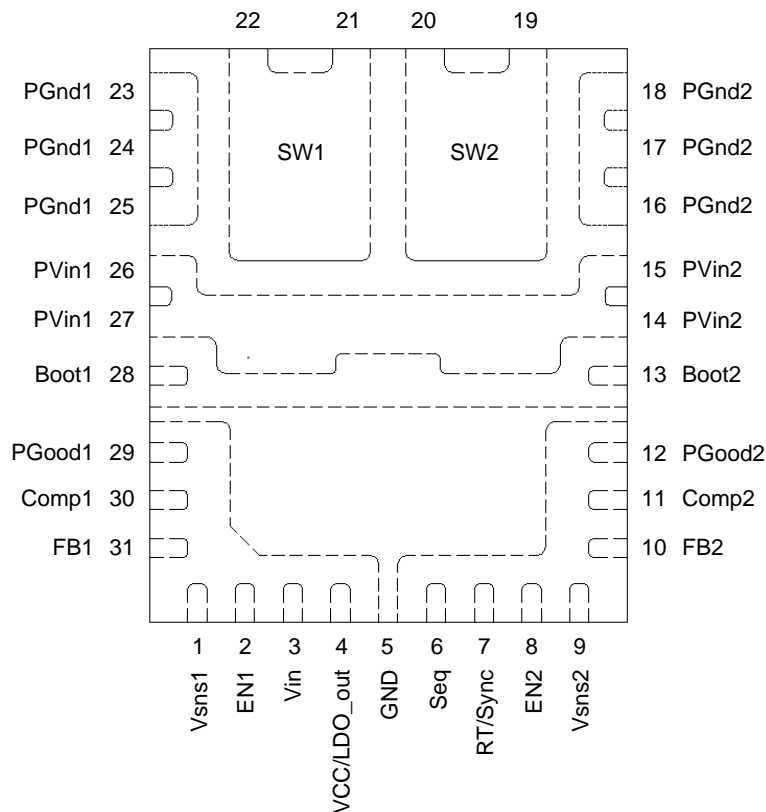 22 21 20 19
PGnd1 23
18 PGnd2
PGnd1 24
SW1
SW2
17 PGnd2
PGnd1 25
16 PGnd2
PVin1 26
15 PVin2
PVin1 27
14 PVin2
Boot1 28
13 Boot2
PGood1 29
12 PGood2
Comp1 30
11 Comp2
FB1 31
10 FB2
1 2 3 4 5 6 7 8 9
Vsns1
EN1
Vin
VCC/LDO_out
GND
Seq
RT/Sync
EN2
Vsns2